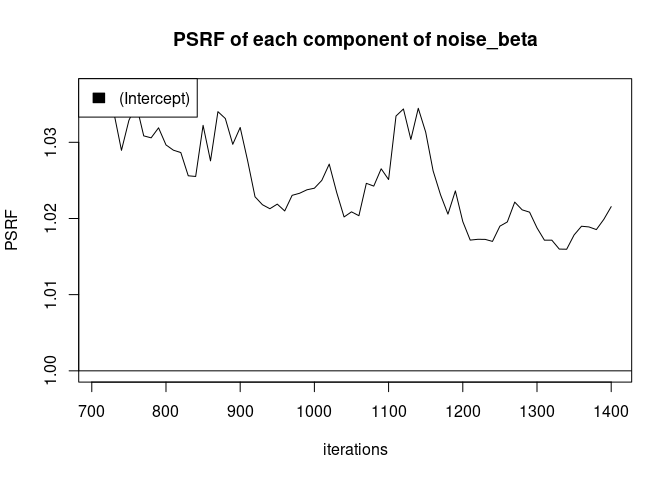 PSRF of each component of noise_beta
(Intercept)
PSRF
1.03
1.02
1.01
1.00
700 800 900 1000 1100 1200 1300 1400
iterations